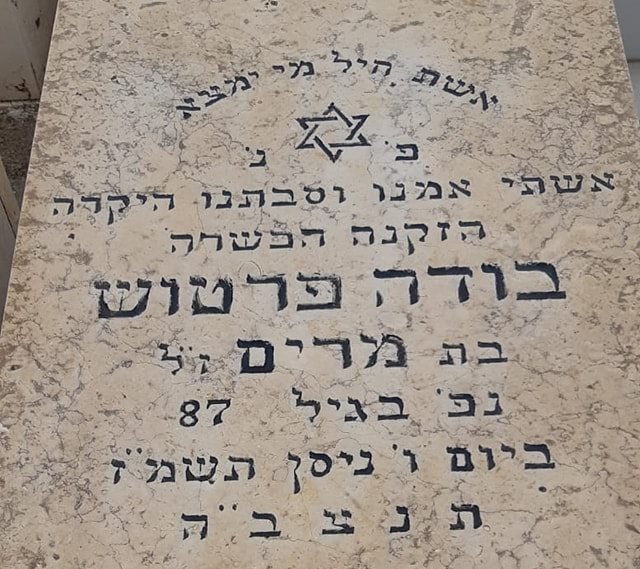 אשת חיל מי ימצא
פ' נ'
אשתי אמנו וסבתנו היקרה
הזקנה הכשרה
בודה פרטוש
בת מרים ז"ל
נפ' בגיל 87
ביום ו' ניסן תשמ"ז
ת נ צ ב "ה